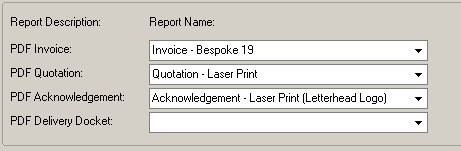 Report Description: Report Name:
PDF Invoice: Invoice - Bespoke 19
PDF Quotation: Quotation - Laser Print
PDF Acknowledgement: Acknowledgement - Laser Print (Letterhead Logo)
PDF Delivery Docket: